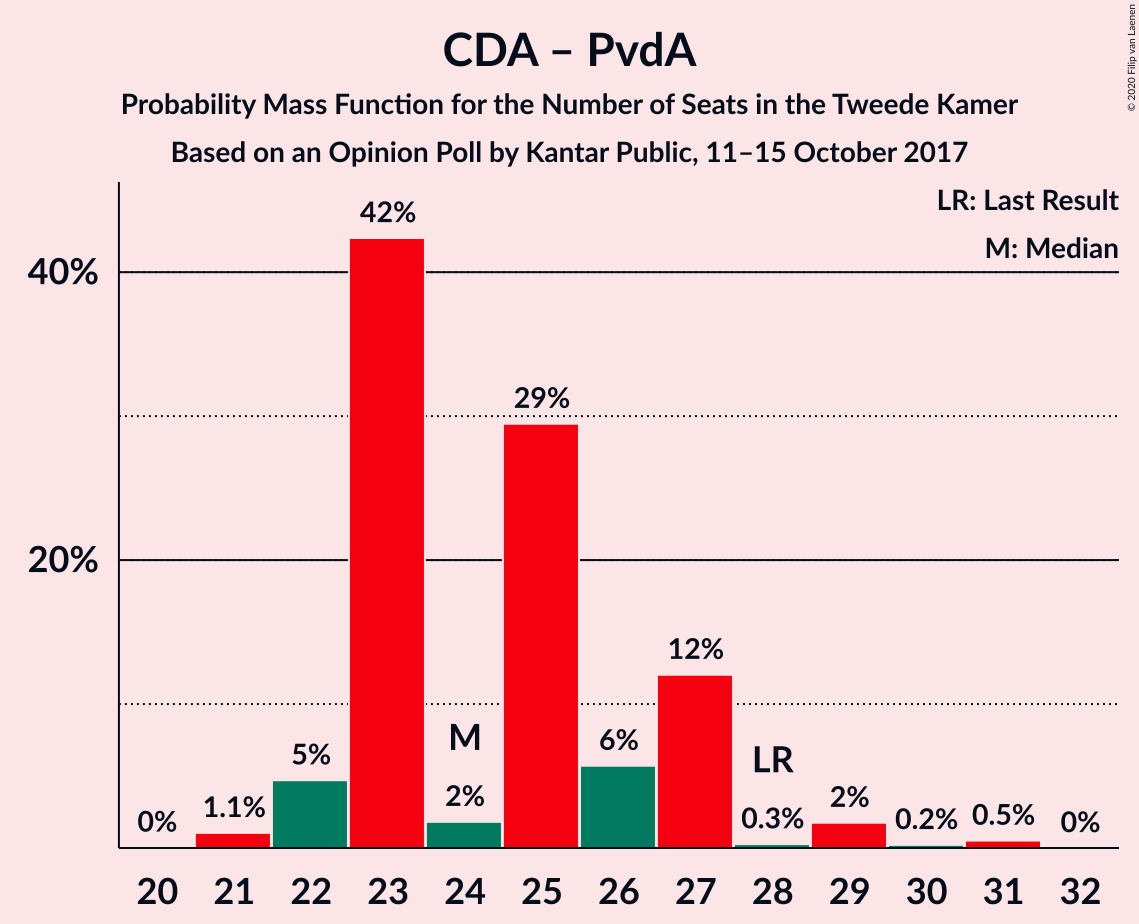 CDA – PvdA
Probability Mass Function for the Number of Seats in the Tweede Kamer
Based on an Opinion Poll by Kantar Public, 11–15 October 2017
© 2020 Filip van Laenen
LR: Last Result
M: Median
40%
20%
0%
1.1%
5%
42%
M
2%
29%
6%
12%
LR
0.3%
2%
0.2%
0.5%
0%
20 21 22 23 24 25 26 27 28 29 30 31 32